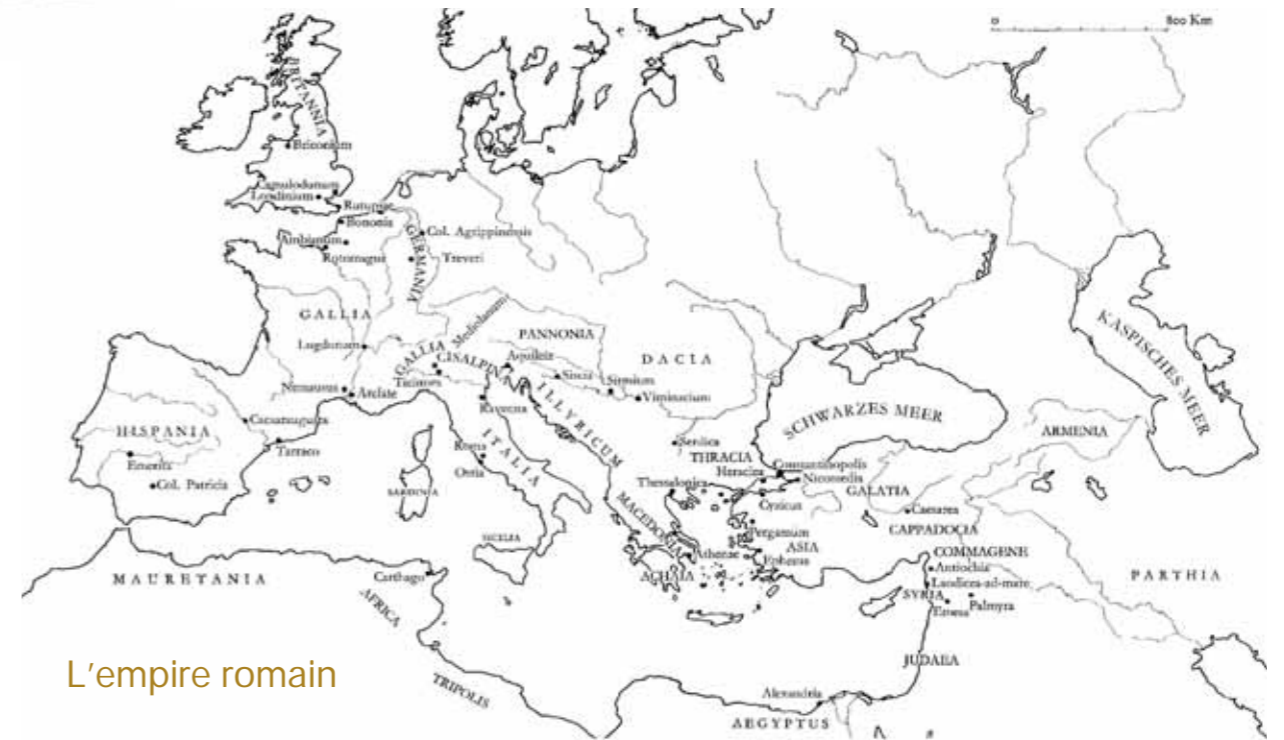 0 800 Km
BRITANNIA
Camulodunum
Londinium
Rutupiae
Bononia
Ambianum
Rotomagus
Col. Agrippinensis
GERMANIA
Treveri
GALLIA
Lugdunum
Nemausus
Arelate
Mediolanum
GALLIA
CISALPINA
Ticinum
Aquileia
PANNONIA
Siscia
Sirmium
Viminacium
DACIA
ILLYRICUM
Ravenna
ITALIA
Roma
Ostia
SARDINIA
SICILIA
HISPANIA
Caesaraugusta
Tarraco
Emerita
Col. Patricia
MAURETANIA
Carthago
AFRICA
TRIPOLIS
Serdica
THRACIA
Heraclea
Constantinopolis
Nicomedia
Thessalonica
Cyzicus
MACEDONIA
Pergamum
ASIA
Athenae
Ephesus
ACHAIA
GALATIA
Caesarea
CAPPADOCIA
COMMAGENE
Antiochia
Laodicea-ad-mare
SYRIA
Emesa
Palmyra
PARTHIA
ARMENIA
SCHWARZES MEER
KASPISCHES MEER
JUDAEA
Alexandria
AEGYPTUS
L'empire romain